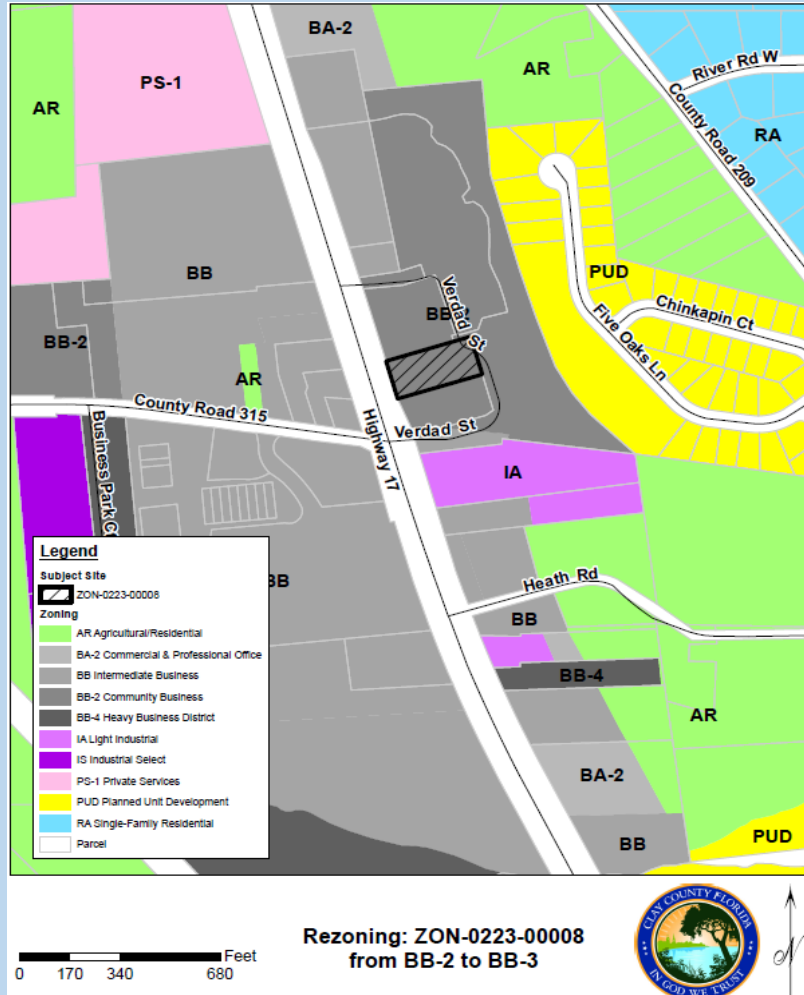 BA-2
PS-1
AR
AR
River Rd W
County Road 209
RA
BB
Verdad St
BB-2
PUD
Chinkapin Ct
Five Oaks Ln
BB-2
AR
County Road 315
Highway 17
Verdad St
Business Park C
IA
Heath Rd
BB
BB
BB-4
AR
BA-2
BB
PUD
Legend
Subject Site
ZON-0223-00008
Zoning
AR Agricultural/Residential
BA-2 Commercial & Professional Office
BB Intermediate Business
BB-2 Community Business
BB-4 Heavy Business District
IA Light Industrial
IS Industrial Select
PS-1 Private Services
PUD Planned Unit Development
RA Single-Family Residential
Parcel
Feet
0 170 340 680
Rezoning: ZON-0223-00008
from BB-2 to BB-3
CLAY COUNTY FLORIDA
IN GOD WE TRUST
N